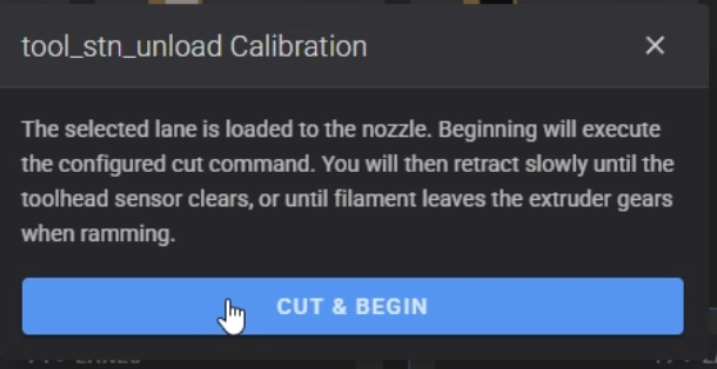 tool_stn_unload Calibration
The selected lane is loaded to the nozzle. Beginning will execute
the configured cut command. You will then retract slowly until the
toolhead sensor clears, or until filament leaves the extruder gears
when ramming.
CUT & BEGIN